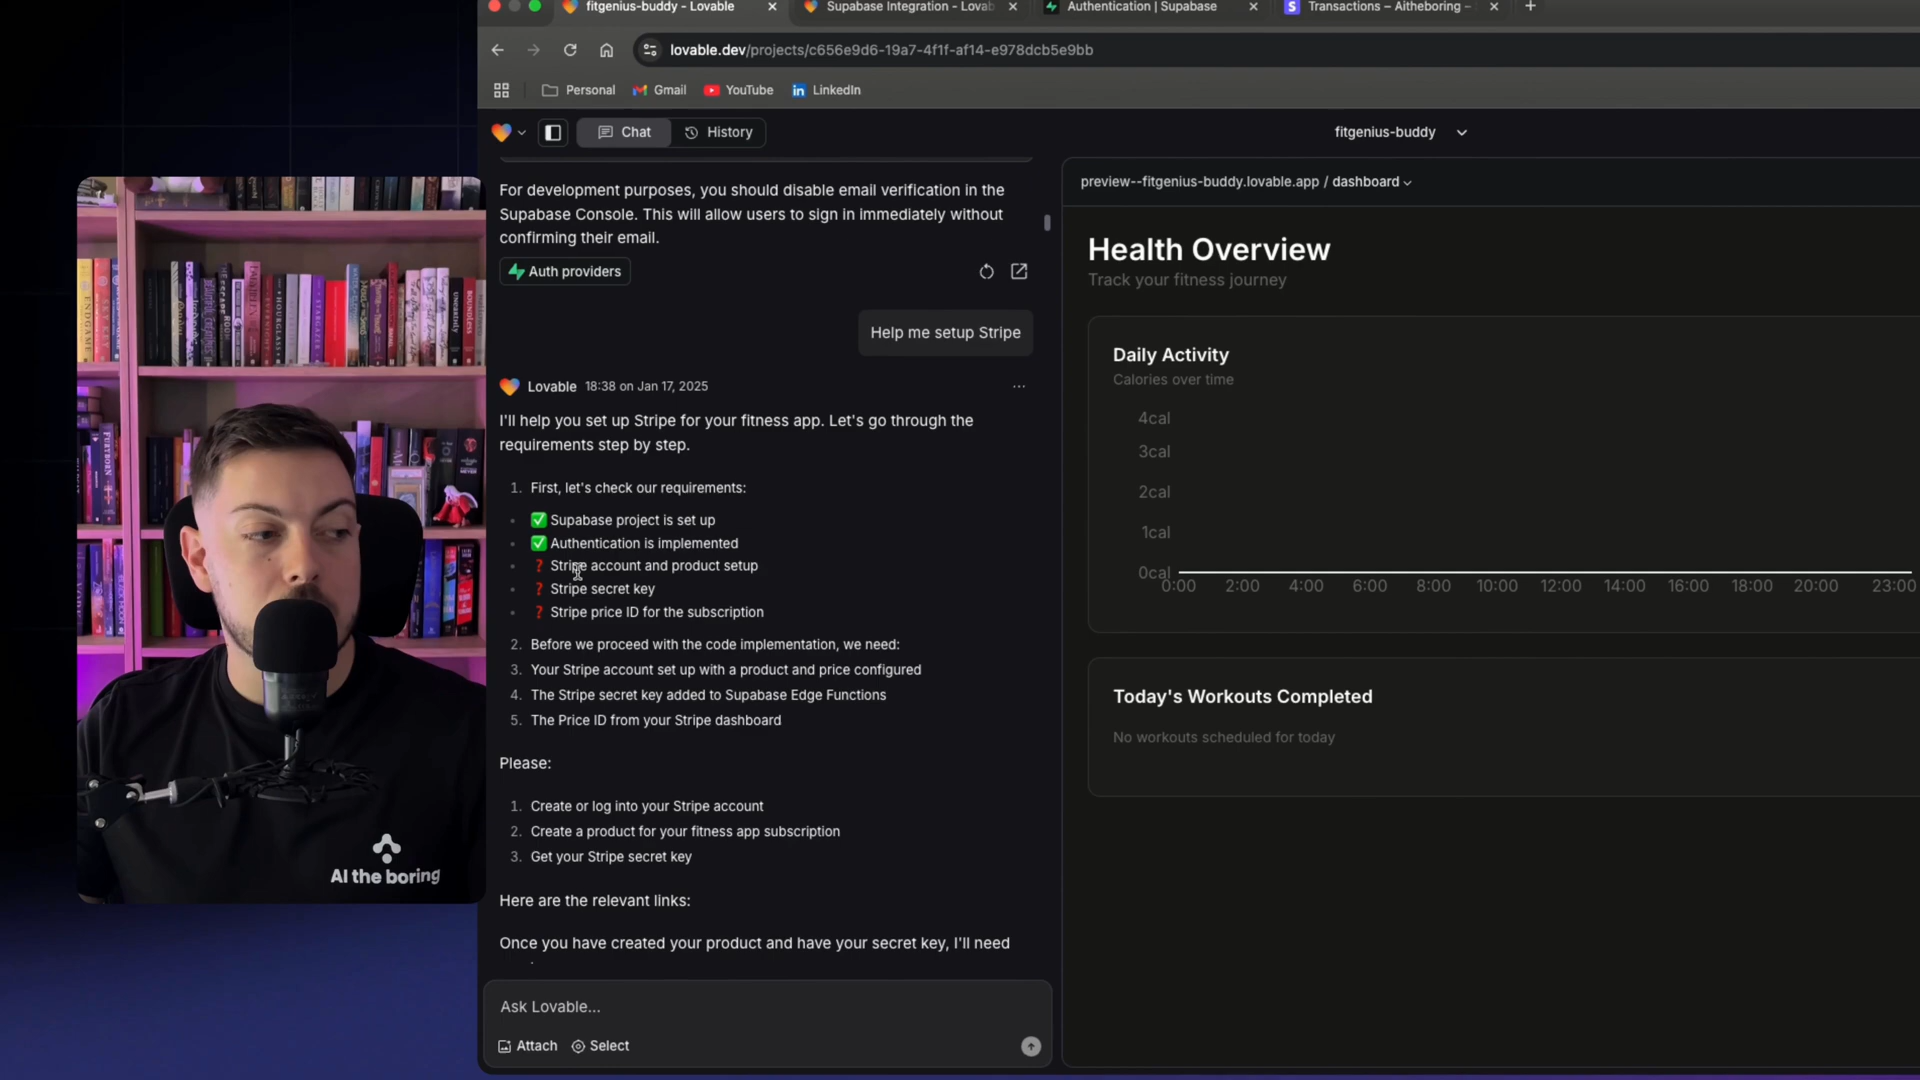 fitgenius-buddy - Lovable
Supabase Integration - Lovab
Authentication | Supabase
Transactions – Aitheboring –
lovable.dev/projects/c656e9d6-19a7-4f1f-af14-e978dcb5e9bb
Personal
Gmail
YouTube
LinkedIn
Chat
History
fitgenius-buddy
For development purposes, you should disable email verification in the
Supabase Console. This will allow users to sign in immediately without
confirming their email.
Auth providers
Help me setup Stripe
Lovable 18:38 on Jan 17, 2025
I'll help you set up Stripe for your fitness app. Let's go through the
requirements step by step.
1. First, let's check our requirements:
• ✅ Supabase project is set up
• ✅ Authentication is implemented
• ❓ Stripe account and product setup
• ❓ Stripe secret key
• ❓ Stripe price ID for the subscription
2. Before we proceed with the code implementation, we need:
3. Your Stripe account set up with a product and price configured
4. The Stripe secret key added to Supabase Edge Functions
5. The Price ID from your Stripe dashboard
Please:
1. Create or log into your Stripe account
2. Create a product for your fitness app subscription
3. Get your Stripe secret key
Here are the relevant links:
Once you have created your product and have your secret key, I'll need
Ask Lovable...
Attach
Select
preview--fitgenius-buddy.lovable.app / dashboard
Health Overview
Track your fitness journey
Daily Activity
Calories over time
4cal
3cal
2cal
1cal
0cal
0:00 2:00 4:00 6:00 8:00 10:00 12:00 14:00 16:00 18:00 20:00 23:00
Today's Workouts Completed
No workouts scheduled for today
AI the boring
ENDGAME
HOURGLASS
STARGAZER